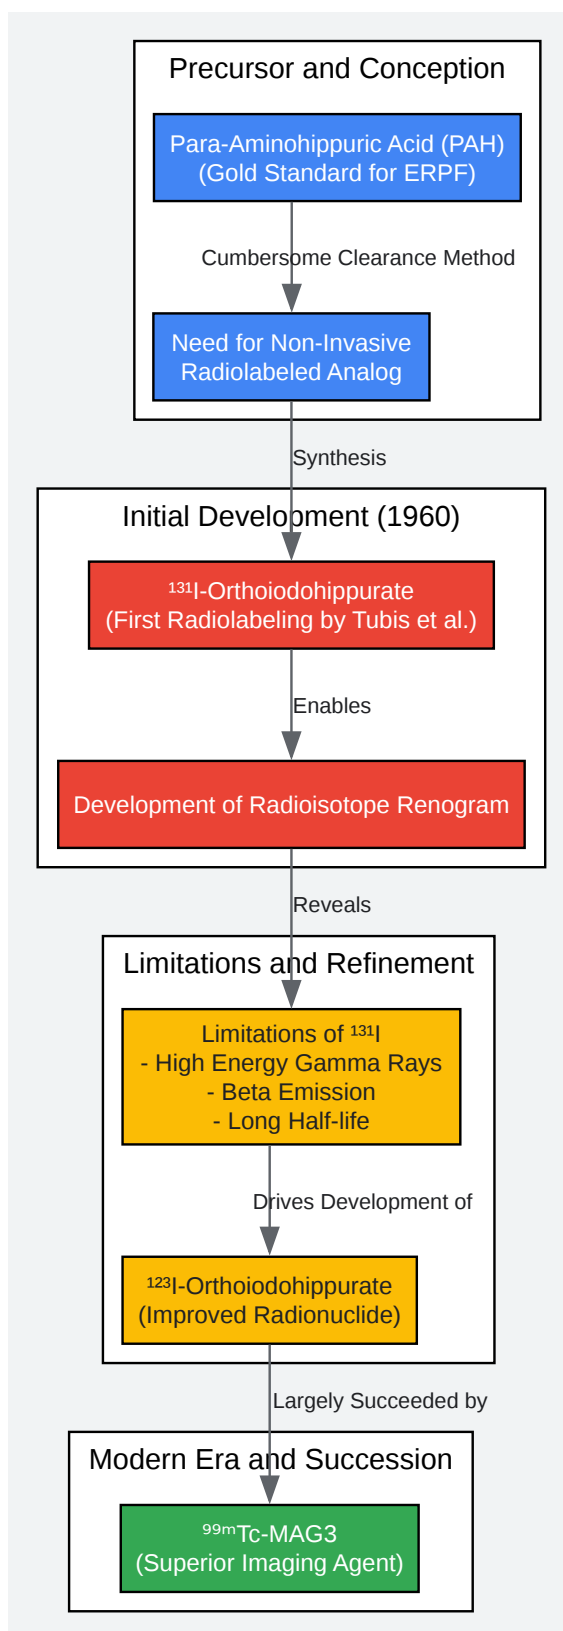 Precursor and Conception
Para-Aminohippuric Acid (PAH)
(Gold Standard for ERPF)
Cumbersome Clearance Method
Need for Non-Invasive
Radiolabeled Analog
Synthesis
Initial Development (1960)
¹³¹I-Orthoiodohippurate
(First Radiolabeling by Tubis et al.)
Enables
Development of Radioisotope Renogram
Reveals
Limitations and Refinement
Limitations of ¹³¹I
- High Energy Gamma Rays
- Beta Emission
- Long Half-life
Drives Development of
¹²³I-Orthoiodohippurate
(Improved Radionuclide)
Largely Succeeded by
Modern Era and Succession
⁹⁹ᵐTc-MAG3
(Superior Imaging Agent)